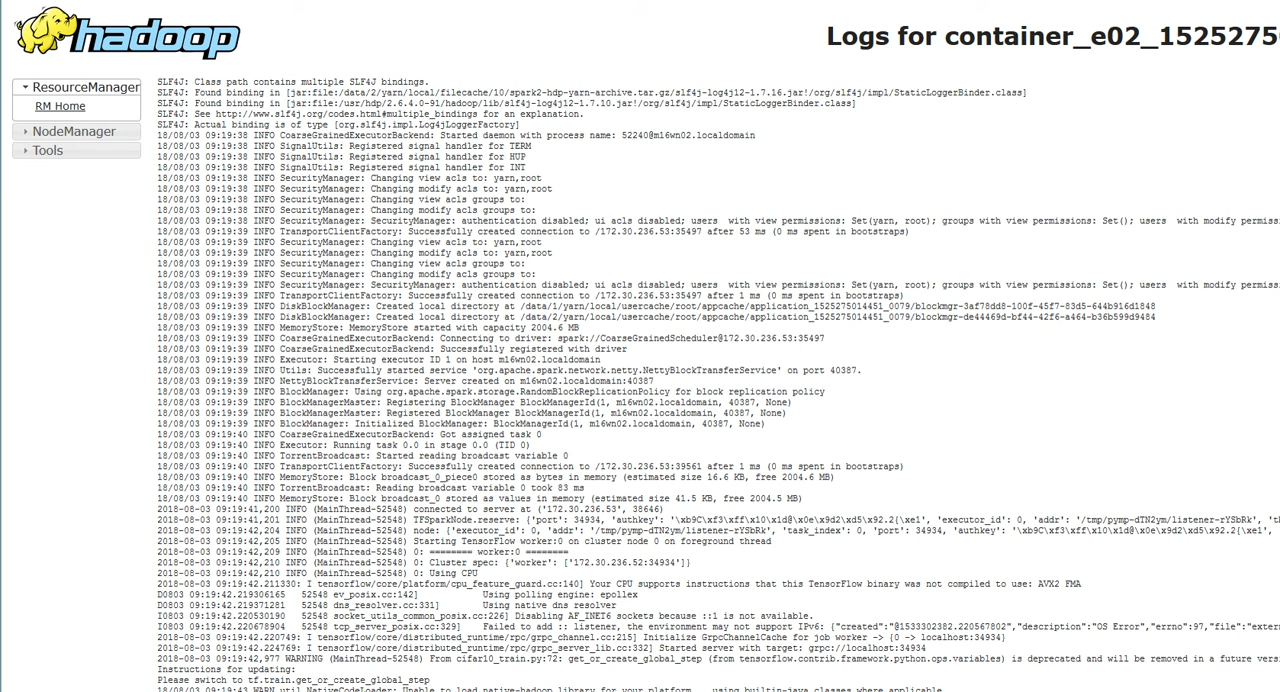 hadoop
Logs for container_e02_1525275
ResourceManager
RM Home
NodeManager
Tools
SLF4J: Class path contains multiple SLF4J bindings.
SLF4J: Found binding in [jar:file:/data/2/yarn/local/filecache/10/spark2-hdp-yarn-archive.tar.gz/slf4j-log4j12-1.7.16.jar!/org/slf4j/impl/StaticLoggerBinder.class]
SLF4J: Found binding in [jar:file:/usr/hdp/2.6.4.0-91/hadoop/lib/slf4j-log4j12-1.7.10.jar!/org/slf4j/impl/StaticLoggerBinder.class]
SLF4J: See http://www.slf4j.org/codes.html#multiple_bindings for an explanation.
SLF4J: Actual binding is of type [org.slf4j.impl.Log4jLoggerFactory]
18/08/03 09:19:38 INFO CoarseGrainedExecutorBackend: Started daemon with process name: 52240@m16wn02.localdomain
18/08/03 09:19:38 INFO SignalUtils: Registered signal handler for TERM
18/08/03 09:19:38 INFO SignalUtils: Registered signal handler for HUP
18/08/03 09:19:38 INFO SignalUtils: Registered signal handler for INT
18/08/03 09:19:38 INFO SecurityManager: Changing view acls to: yarn,root
18/08/03 09:19:38 INFO SecurityManager: Changing modify acls to: yarn,root
18/08/03 09:19:38 INFO SecurityManager: Changing view acls groups to:
18/08/03 09:19:38 INFO SecurityManager: Changing modify acls groups to:
18/08/03 09:19:38 INFO SecurityManager: SecurityManager: authentication disabled; ui acls disabled; users  with view permissions: Set(yarn, root); groups with view permissions: Set(); users  with modify permiss
18/08/03 09:19:39 INFO TransportClientFactory: Successfully created connection to /172.30.236.53:35497 after 53 ms (0 ms spent in bootstraps)
18/08/03 09:19:39 INFO SecurityManager: Changing view acls to: yarn,root
18/08/03 09:19:39 INFO SecurityManager: Changing modify acls to: yarn,root
18/08/03 09:19:39 INFO SecurityManager: Changing view acls groups to:
18/08/03 09:19:39 INFO SecurityManager: Changing modify acls groups to:
18/08/03 09:19:39 INFO SecurityManager: SecurityManager: authentication disabled; ui acls disabled; users  with view permissions: Set(yarn, root); groups with view permissions: Set(); users  with modify permiss
18/08/03 09:19:39 INFO TransportClientFactory: Successfully created connection to /172.30.236.53:35497 after 1 ms (0 ms spent in bootstraps)
18/08/03 09:19:39 INFO DiskBlockManager: Created local directory at /data/1/yarn/local/usercache/root/appcache/application_1525275014451_0079/blockmgr-3af78dd8-100f-45f7-83d5-644b916d1848
18/08/03 09:19:39 INFO DiskBlockManager: Created local directory at /data/2/yarn/local/usercache/root/appcache/application_1525275014451_0079/blockmgr-de44469d-bf44-42f6-a464-b36b599d9484
18/08/03 09:19:39 INFO MemoryStore: MemoryStore started with capacity 2004.6 MB
18/08/03 09:19:39 INFO CoarseGrainedExecutorBackend: Connecting to driver: spark://CoarseGrainedScheduler@172.30.236.53:35497
18/08/03 09:19:39 INFO CoarseGrainedExecutorBackend: Successfully registered with driver
18/08/03 09:19:39 INFO Executor: Starting executor ID 1 on host m16wn02.localdomain
18/08/03 09:19:39 INFO Utils: Successfully started service 'org.apache.spark.network.netty.NettyBlockTransferService' on port 40387.
18/08/03 09:19:39 INFO NettyBlockTransferService: Server created on m16wn02.localdomain:40387
18/08/03 09:19:39 INFO BlockManager: Using org.apache.spark.storage.RandomBlockReplicationPolicy for block replication policy
18/08/03 09:19:39 INFO BlockManagerMaster: Registering BlockManager BlockManagerId(1, m16wn02.localdomain, 40387, None)
18/08/03 09:19:39 INFO BlockManagerMaster: Registered BlockManager BlockManagerId(1, m16wn02.localdomain, 40387, None)
18/08/03 09:19:39 INFO BlockManager: Initialized BlockManager: BlockManagerId(1, m16wn02.localdomain, 40387, None)
18/08/03 09:19:40 INFO CoarseGrainedExecutorBackend: Got assigned task 0
18/08/03 09:19:40 INFO Executor: Running task 0.0 in stage 0.0 (TID 0)
18/08/03 09:19:40 INFO TorrentBroadcast: Started reading broadcast variable 0
18/08/03 09:19:40 INFO TransportClientFactory: Successfully created connection to /172.30.236.53:39561 after 1 ms (0 ms spent in bootstraps)
18/08/03 09:19:40 INFO MemoryStore: Block broadcast_0_piece0 stored as bytes in memory (estimated size 16.6 KB, free 2004.6 MB)
18/08/03 09:19:40 INFO TorrentBroadcast: Reading broadcast variable 0 took 83 ms
18/08/03 09:19:40 INFO MemoryStore: Block broadcast_0 stored as values in memory (estimated size 41.5 KB, free 2004.5 MB)
2018-08-03 09:19:41,200 INFO (MainThread-52548) connected to server at ('172.30.236.53', 38646)
2018-08-03 09:19:41,201 INFO (MainThread-52548) TFSparkNode.reserve: {'port': 34934, 'authkey': '\xb9C\xf3\xff\x10\x1d@\x0e\x9d2\xd5\x92.2{\xe1', 'executor_id': 0, 'addr': '/tmp/pymp-dTN2ym/listener-rYSbRk', 't
2018-08-03 09:19:42,204 INFO (MainThread-52548) node: {'executor_id': 0, 'addr': '/tmp/pymp-dTN2ym/listener-rYSbRk', 'task_index': 0, 'port': 34934, 'authkey': '\xb9C\xf3\xff\x10\x1d@\x0e\x9d2\xd5\x92.2{\xe1',
2018-08-03 09:19:42,205 INFO (MainThread-52548) Starting TensorFlow worker:0 on cluster node 0 on foreground thread
2018-08-03 09:19:42,209 INFO (MainThread-52548) 0: ======== worker:0 ========
2018-08-03 09:19:42,210 INFO (MainThread-52548) 0: Cluster spec: {'worker': ['172.30.236.52:34934']}
2018-08-03 09:19:42,210 INFO (MainThread-52548) 0: Using CPU
2018-08-03 09:19:42.211330: I tensorflow/core/platform/cpu_feature_guard.cc:140] Your CPU supports instructions that this TensorFlow binary was not compiled to use: AVX2 FMA
D0803 09:19:42.219306165   52548 ev_posix.cc:142]            Using polling engine: epollex
D0803 09:19:42.219371281   52548 dns_resolver.cc:331]        Using native dns resolver
I0803 09:19:42.220530190   52548 socket_utils_common_posix.cc:226] Disabling AF_INET6 sockets because ::1 is not available.
I0803 09:19:42.220678904   52548 tcp_server_posix.cc:329]    Failed to add :: listener, the environment may not support IPv6: {"created":"@1533302382.220567802","description":"OS Error","errno":97,"file":"exter
2018-08-03 09:19:42.220749: I tensorflow/core/distributed_runtime/rpc/grpc_channel.cc:215] Initialize GrpcChannelCache for job worker -> {0 -> localhost:34934}
2018-08-03 09:19:42.224769: I tensorflow/core/distributed_runtime/rpc/grpc_server_lib.cc:332] Started server with target: grpc://localhost:34934
2018-08-03 09:19:42,977 WARNING (MainThread-52548) From cifar10_train.py:72: get_or_create_global_step (from tensorflow.contrib.framework.python.ops.variables) is deprecated and will be removed in a future versi
Instructions for updating:
Please switch to tf.train.get_or_create_global_step
18/08/03 09:19:43 WARN util.NativeCodeLoader: Unable to load native-hadoop library for your platform... using builtin-java classes where applicable